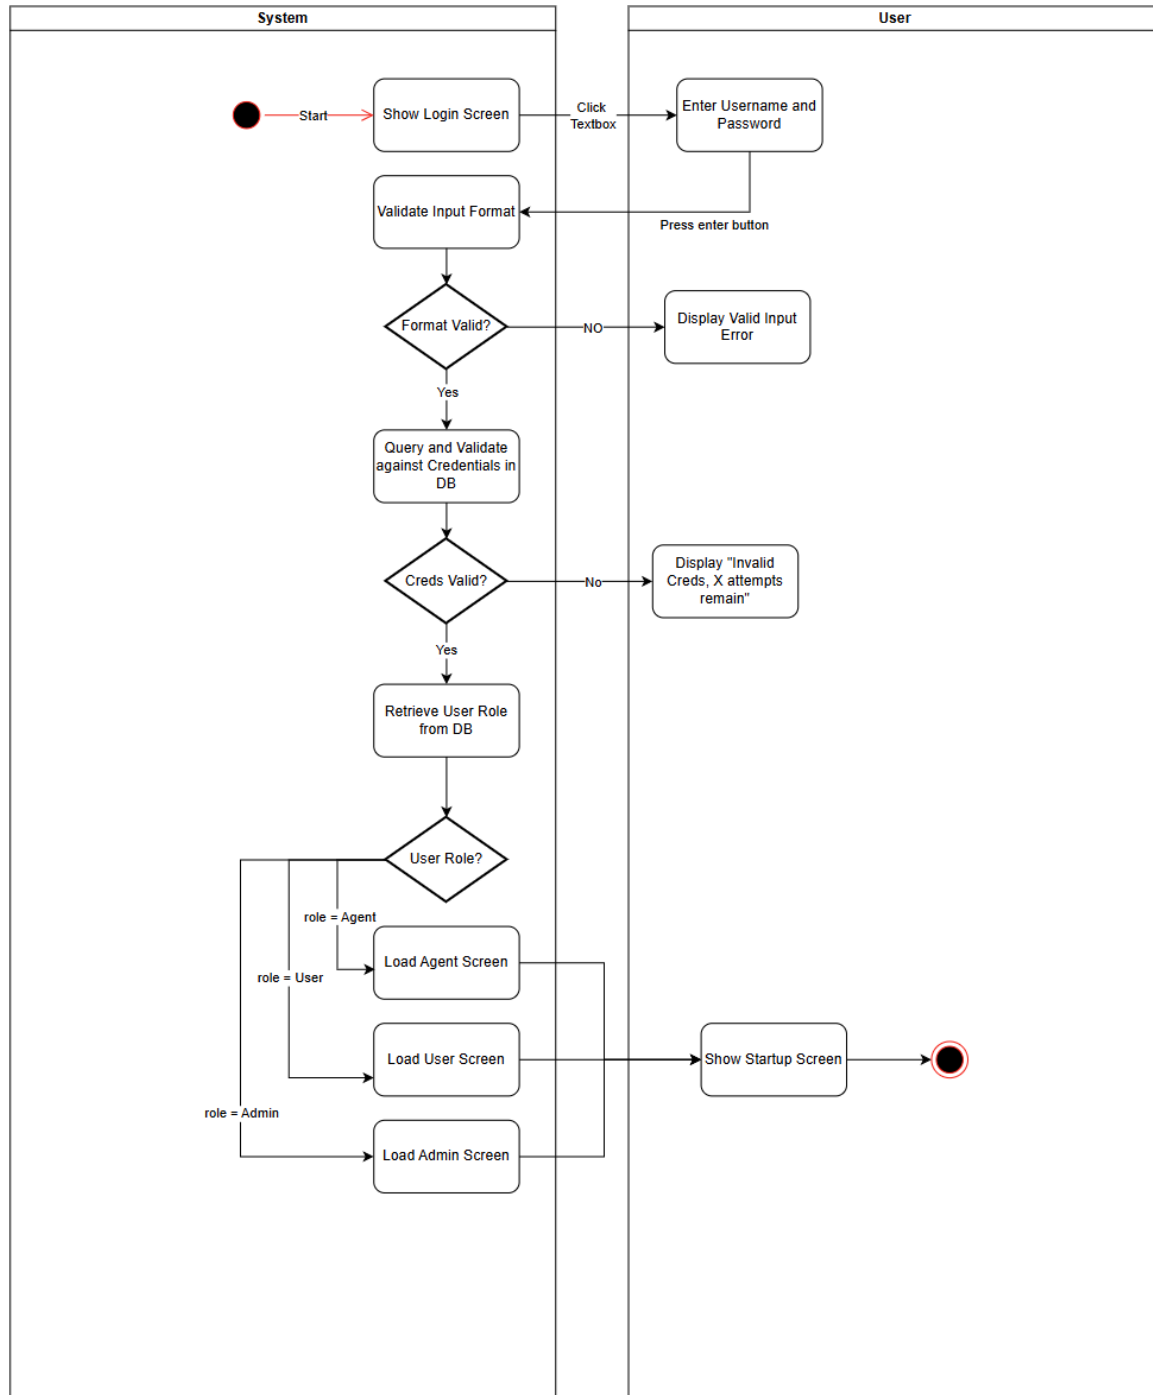 System
User
Start
Show Login Screen
Click
Textbox
Enter Username and
Password
Validate Input Format
Press enter button
Format Valid?
NO
Display Valid Input
Error
Yes
Query and Validate
against Credentials in
DB
Creds Valid?
No
Display "Invalid
Creds, X attempts
remain"
Yes
Retrieve User Role
from DB
User Role?
role = Agent
Load Agent Screen
role = User
Load User Screen
Show Startup Screen
role = Admin
Load Admin Screen